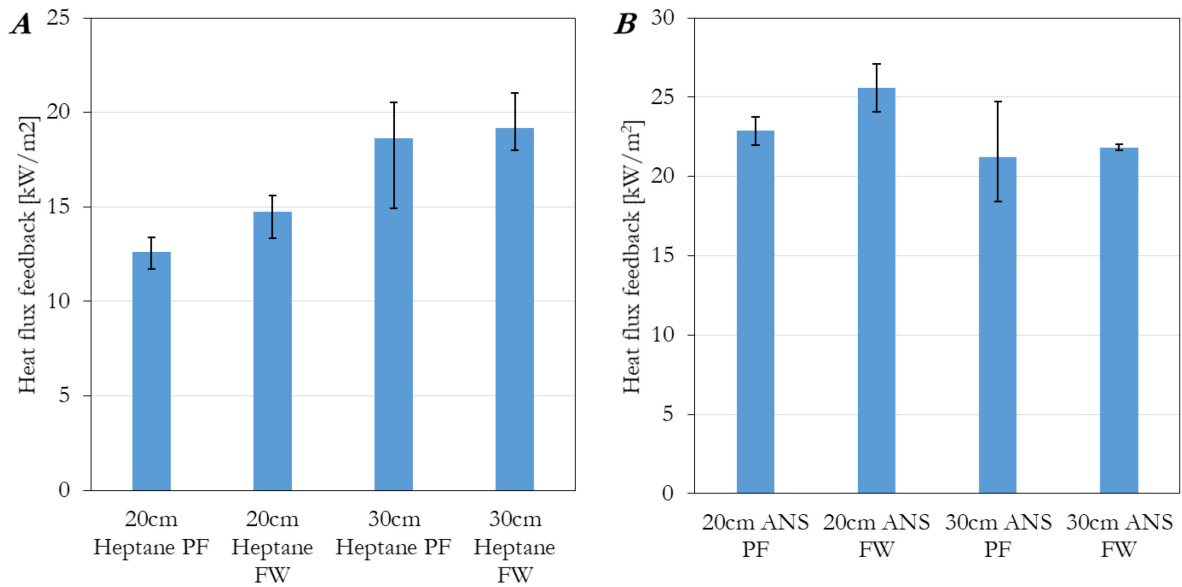 A
Heat flux feedback [kW/m2]
25
20
15
10
5
0
20cm
Heptane PF
20cm
Heptane
FW
30cm
Heptane PF
30cm
Heptane
FW
B
Heat flux feedback [kW/m²]
30
25
20
15
10
5
0
20cm ANS
PF
20cm ANS
FW
30cm ANS
PF
30cm ANS
FW